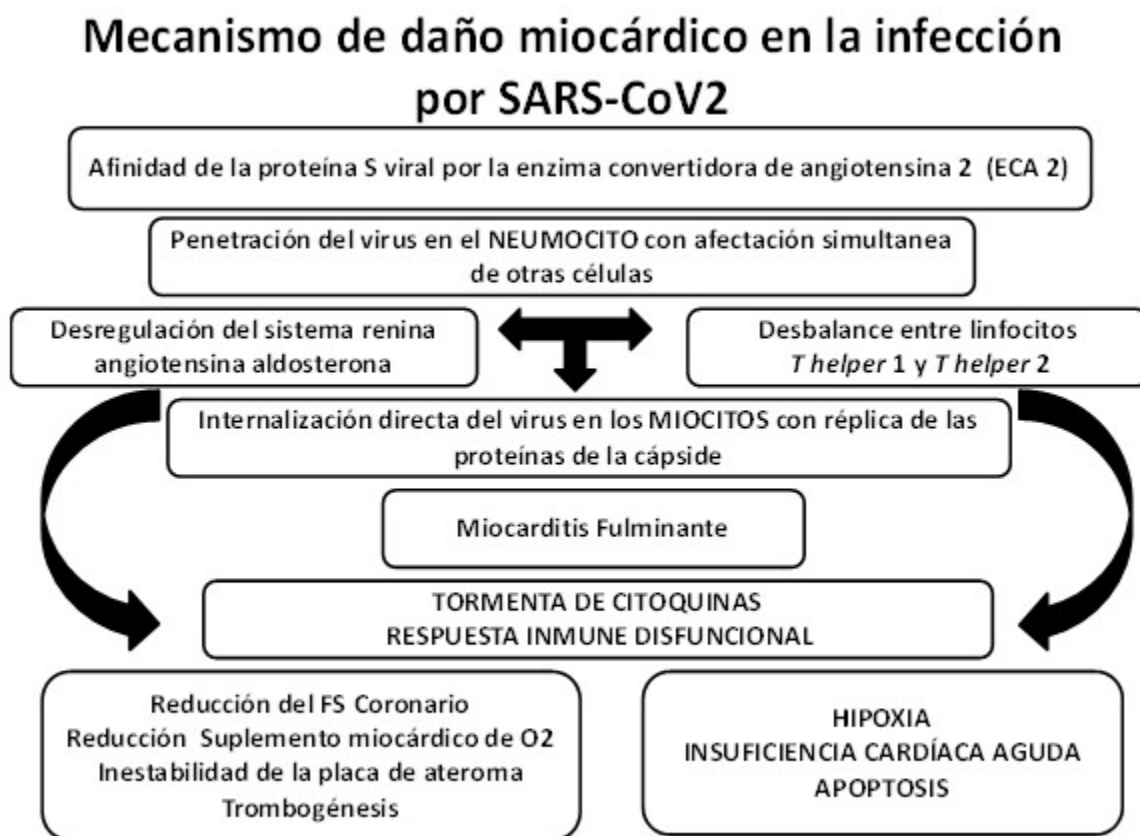 Mecanismo de daño miocárdico en la infección
por SARS-CoV2
Afinidad de la proteína S viral por la enzima convertidora de angiotensina 2 (ECA 2)
Penetración del virus en el NEUMOCITO con afectación simultanea
de otras células
Desregulación del sistema renina
angiotensina aldosterona
Desbalance entre linfocitos
T helper 1 y T helper 2
Internalización directa del virus en los MIOCITOS con réplica de las
proteínas de la cápside
Miocarditis Fulminante
TORMENTA DE CITOQUINAS
RESPUESTA INMUNE DISFUNCIONAL
Reducción del FS Coronario
Reducción Suplemento miocárdico de O2
Inestabilidad de la placa de ateroma
Trombogénesis
HIPOXIA
INSUFICIENCIA CARDÍACA AGUDA
APOPTOSIS